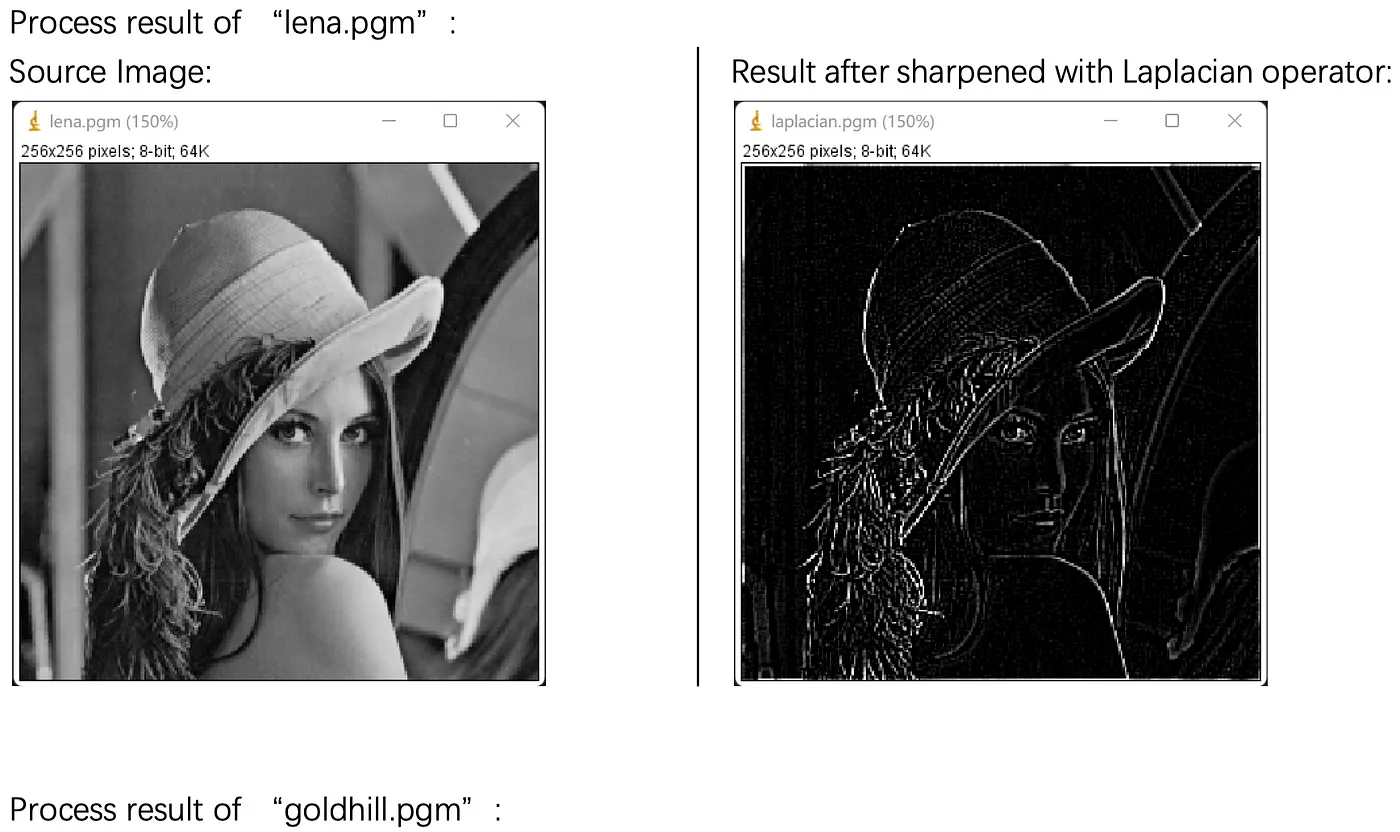 Process result of “lena.pgm” :
Source Image:
Result after sharpened with Laplacian operator:
lena.pgm (150%)
laplacian.pgm (150%)
256x256 pixels; 8-bit; 64K
256x256 pixels; 8-bit; 64K
Process result of “goldhill.pgm” :